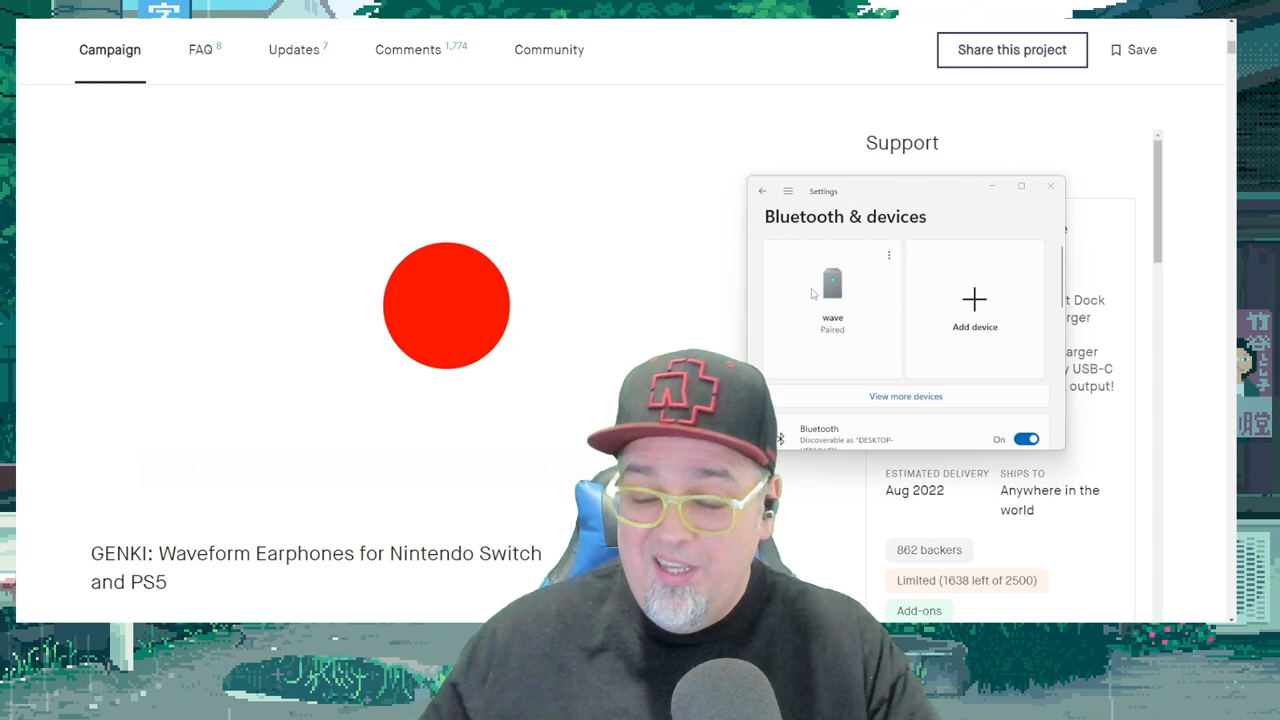 Campaign
FAQ 8
Updates 7
Comments 1,774
Community
Share this project
Save
Support
Settings
Bluetooth & devices
wave
Paired
Add device
t Dock
rger
arger
y USB-C
output!
View more devices
Bluetooth
Discoverable as "DESKTOP-
On
ESTIMATED DELIVERY
Aug 2022
SHIPS TO
Anywhere in the
world
862 backers
Limited (1638 left of 2500)
Add-ons
GENKI: Waveform Earphones for Nintendo Switch
and PS5